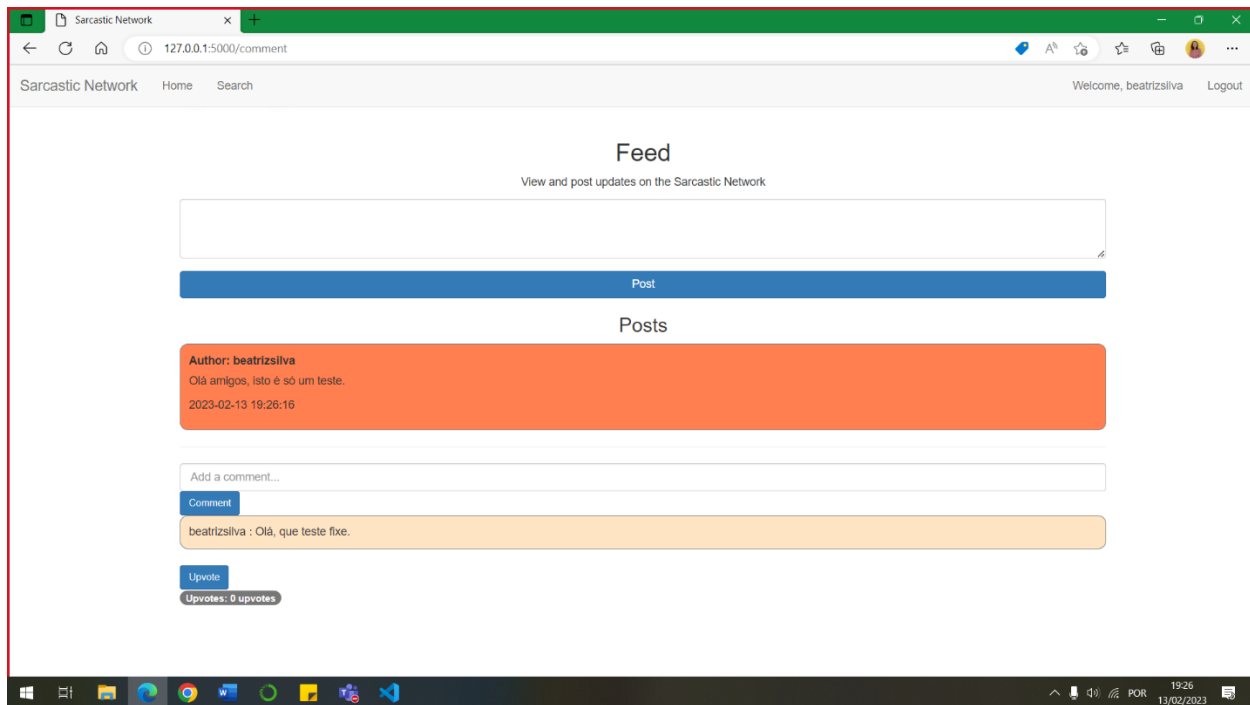 Sarcastic Network
127.0.0.1:5000/comment
Sarcastic Network Home Search Welcome, beatrizsilva Logout
Feed
View and post updates on the Sarcastic Network
Post
Posts
Author: beatrizsilva
Olá amigos, isto é só um teste.
2023-02-13 19:26:16
Add a comment...
Comment
beatrizsilva : Olá, que teste fixe.
Upvote
Upvotes: 0 upvotes
POR 19:26
13/02/2023